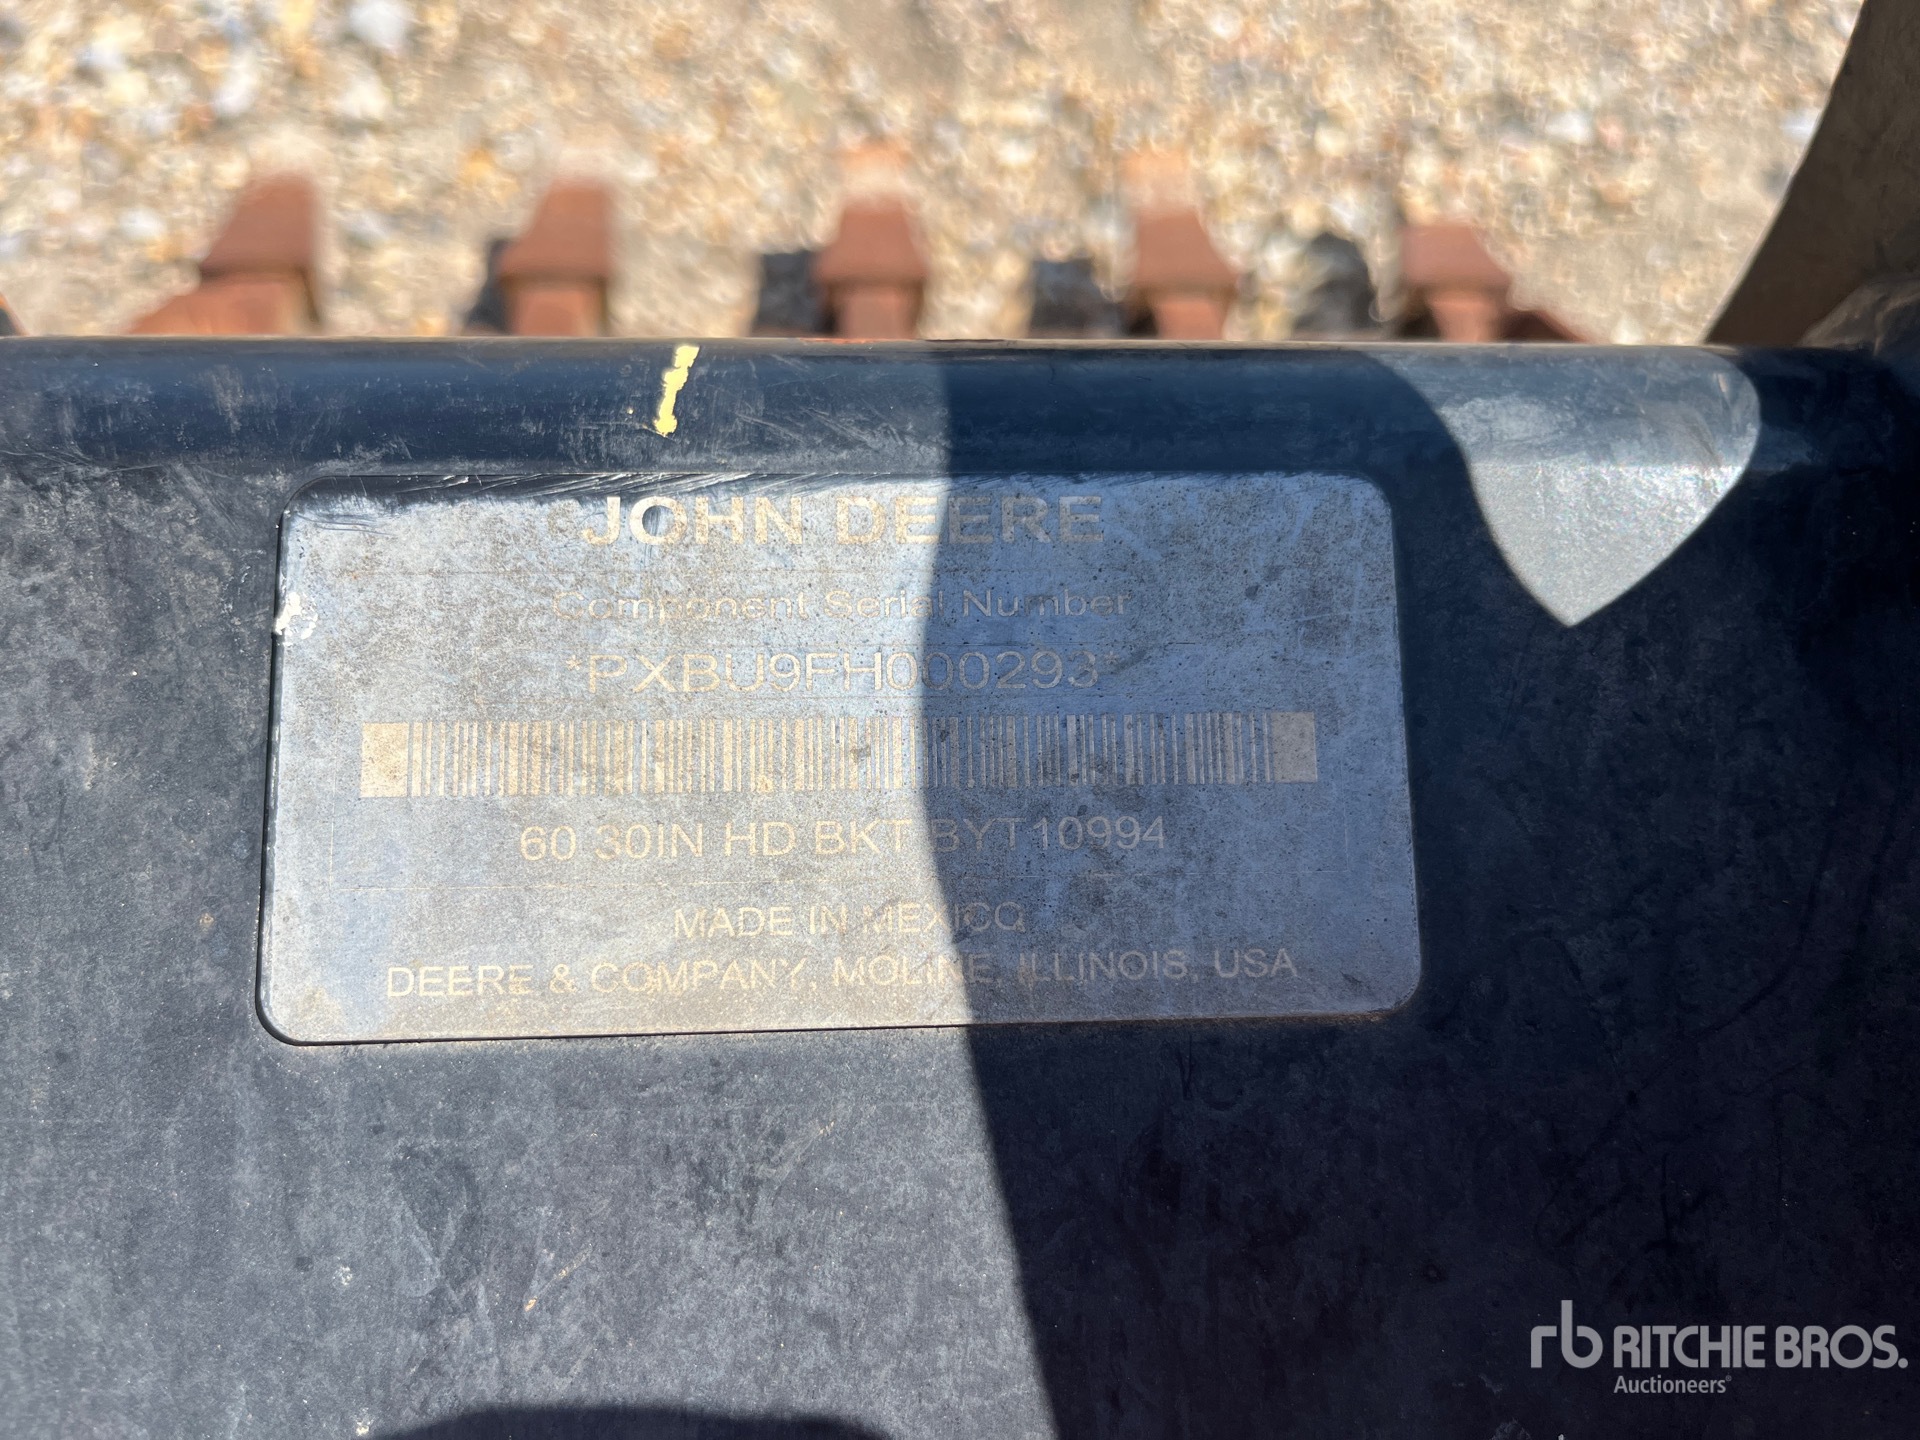 JOHN DEERE
Component Serial Number
*PXBU9FH000293*
60 30IN HD BKT BYT10994
MADE IN MEXICO
DEERE & COMPANY, MOLINE, ILLINOIS, USA
rb RITCHIE BROS.
Auctioneers®